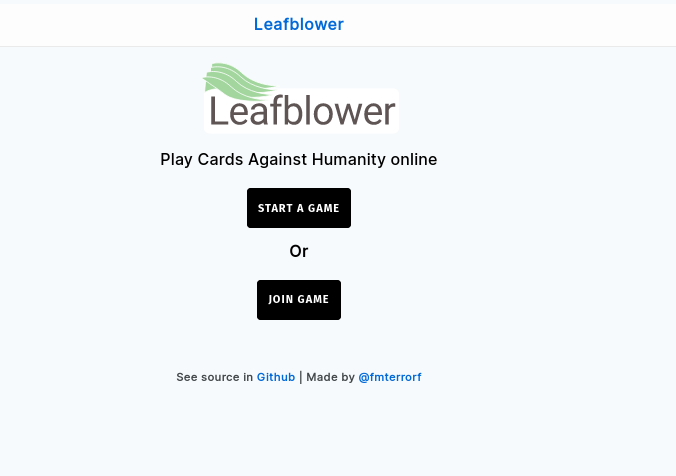 Leafblower
Leafblower
Play Cards Against Humanity online
START A GAME
Or
JOIN GAME
See source in Github | Made by @fmterrorf